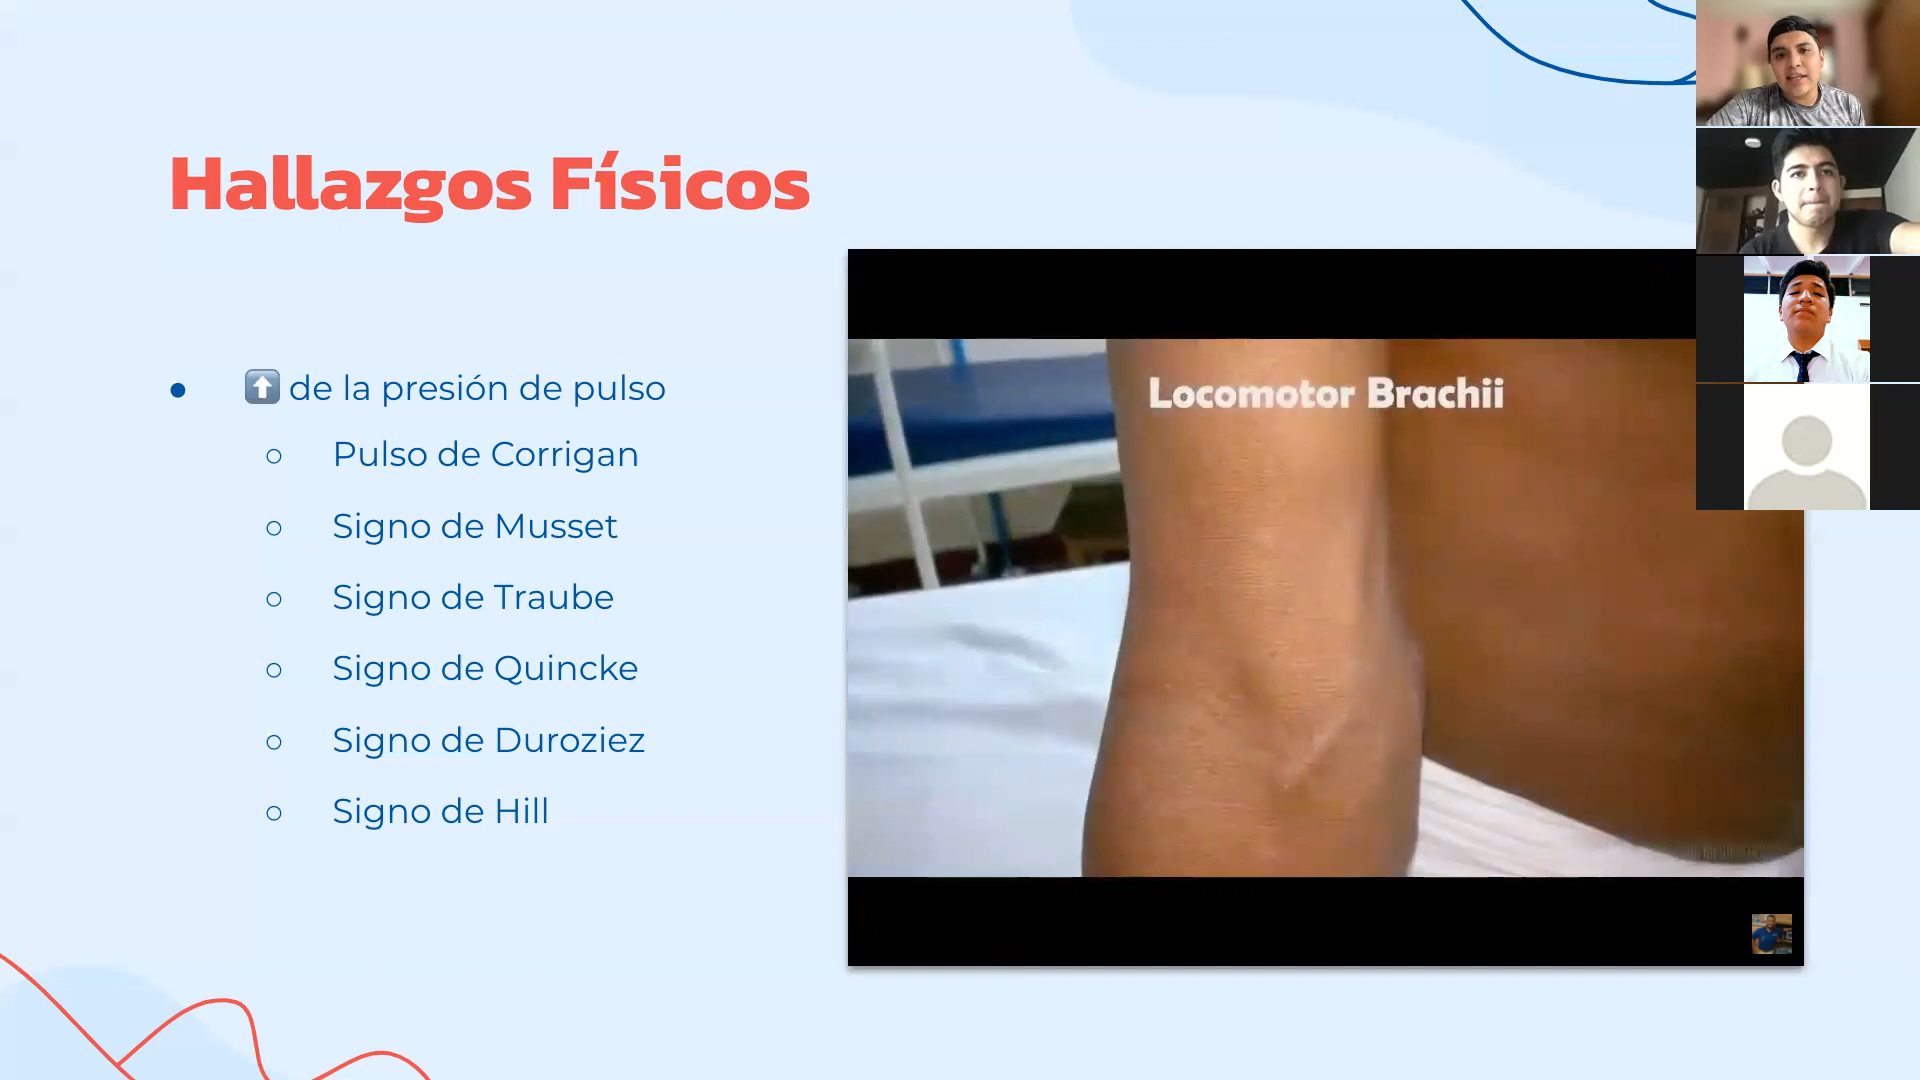 Hallazgos Físicos
● ⬆ de la presión de pulso
○ Pulso de Corrigan
○ Signo de Musset
○ Signo de Traube
○ Signo de Quincke
○ Signo de Duroziez
○ Signo de Hill
Locomotor Brachii